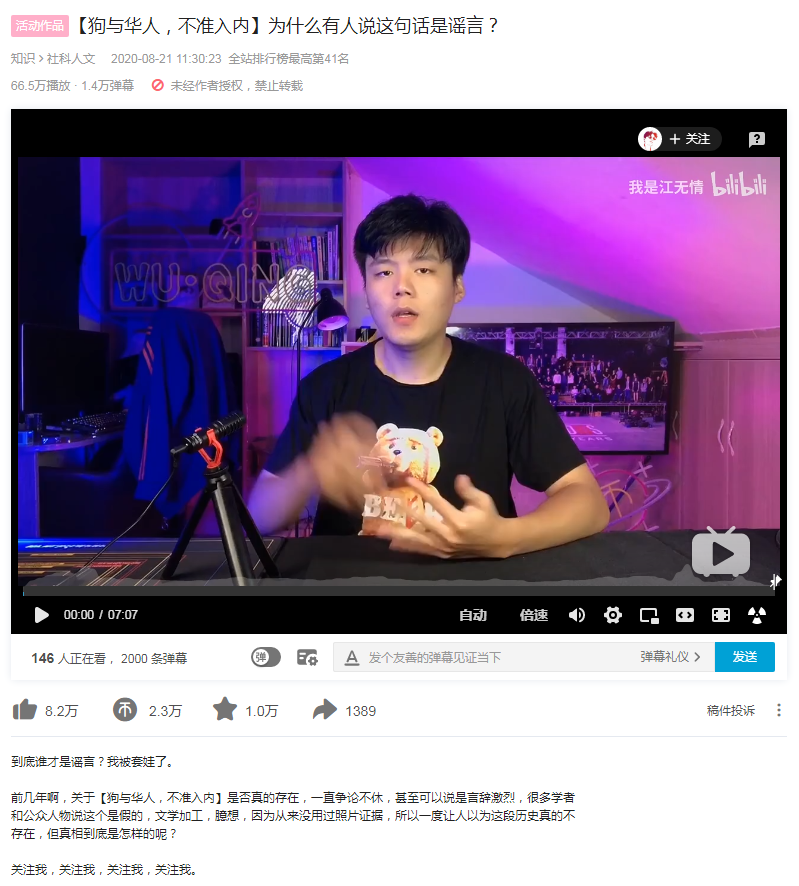 活动作品 【狗与华人，不准入内】为什么有人说这句话是谣言？
知识 > 社科人文 2020-08-21 11:30:23 全站排行榜最高第41名
66.5万播放 · 1.4万弹幕 未经作者授权，禁止转载
+ 关注
?
我是江无情 bilibili
WU·QING
00:00 / 07:07 自动 倍速
146 人正在看， 2000 条弹幕 弹 A 发个友善的弹幕见证当下 弹幕礼仪 > 发送
8.2万 2.3万 1.0万 1389 稿件投诉
到底谁才是谣言？我被套娃了。
前几年啊，关于【狗与华人，不准入内】是否真的存在，一直争论不休，甚至可以说是言辞激烈，很多学者
和公众人物说这个是假的，文学加工，臆想，因为从来没用过照片证据，所以一度让人以为这段历史真的不
存在，但真相到底是怎样的呢？
关注我，关注我，关注我，关注我。